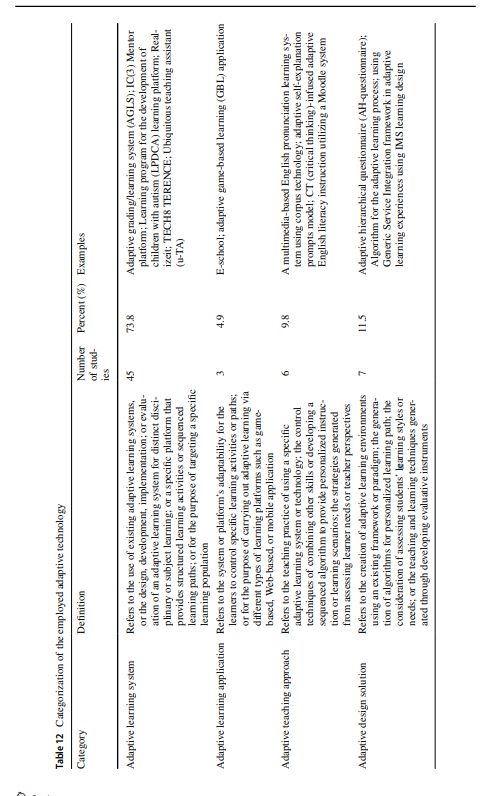 Table 12 Categorization of the employed adaptive technology
Category Definition Number of stud-ies Percent (%) Examples
Adaptive learning system
Refers to the use of existing adaptive learning systems,
or the design, development, implementation; or evalu-
ation of an adaptive learning system for distinct disci-
plinary or subject learning; or a specific platform that
provides structured learning activities or sequenced
learning paths; or for the purpose of targeting a specific
learning population
45
73.8
Adaptive grading/learning system (AGLS); IC(3) Mentor
platform; Learning program for the development of
children with autism (LPDCA) learning platform; Real-
izeit; TECH8 TERENCE; Ubiquitous teaching assistant
(u-TA)
Adaptive learning application
Refers to the system or platform's adaptability for the
learners to control specific learning activities or paths;
or for the purpose of carrying out adaptive learning via
different types of learning platforms such as game-
based, Web-based, or mobile application
3
4.9
E-school; adaptive game-based learning (GBL) application
Adaptive teaching approach
Refers to the teaching practice of using a specific
adaptive learning system or technology; the control
techniques of combining other skills or developing a
sequenced algorithm to provide personalized instruc-
tion or learning scenarios; the strategies generated
from assessing learner needs or teacher perspectives
6
9.8
A multimedia-based English pronunciation learning sys-
tem using corpus technology; adaptive self-explanation
prompts model; CT (critical thinking)-infused adaptive
English literacy instruction utilizing a Moodle system
Adaptive design solution
Refers to the creation of adaptive learning environments
using an existing framework or paradigm; the genera-
tion of algorithms for personalized learning path; the
consideration of assessing students' learning styles or
needs; or the teaching and learning techniques gener-
ated through developing evaluative instruments
7
11.5
Adaptive hierarchical questionnaire (AH-questionnaire);
Algorithm for the adaptive learning process; using
Generic Service Integration framework in adaptive
learning experiences using IMS learning design